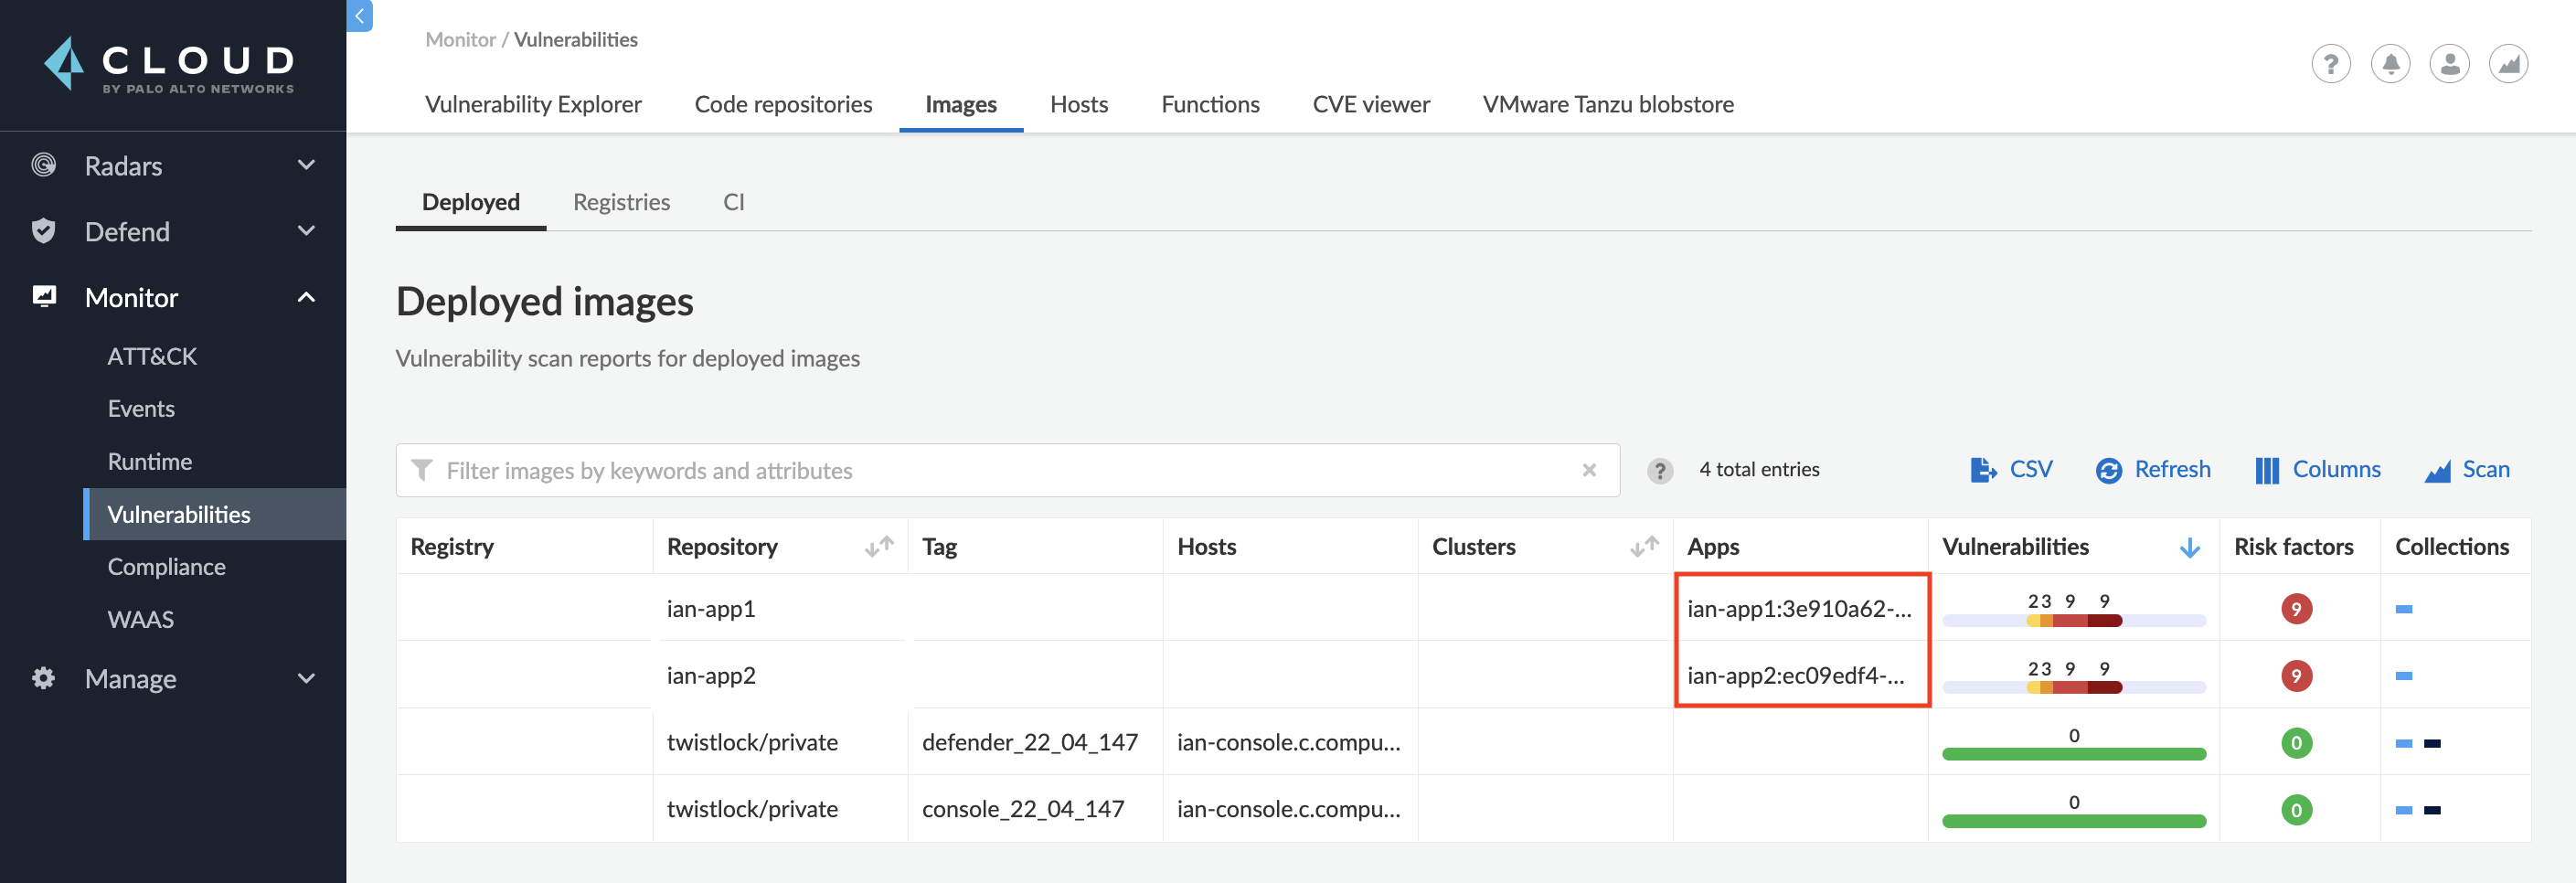 CLOUD
BY PALO ALTO NETWORKS
Radars
Defend
Monitor
ATT&CK
Events
Runtime
Vulnerabilities
Compliance
WAAS
Manage
Monitor / Vulnerabilities
?
Vulnerability Explorer Code repositories Images Hosts Functions CVE viewer VMware Tanzu blobstore
Deployed Registries CI
Deployed images
Vulnerability scan reports for deployed images
Filter images by keywords and attributes ? 4 total entries CSV Refresh Columns Scan
Registry Repository Tag Hosts Clusters Apps Vulnerabilities Risk factors Collections
ian-app1 ian-app1:3e910a62-... 2 3 9 9 9
ian-app2 ian-app2:ec09edf4-... 2 3 9 9 9
twistlock/private defender_22_04_147 ian-console.c.compu... 0 0
twistlock/private console_22_04_147 ian-console.c.compu... 0 0